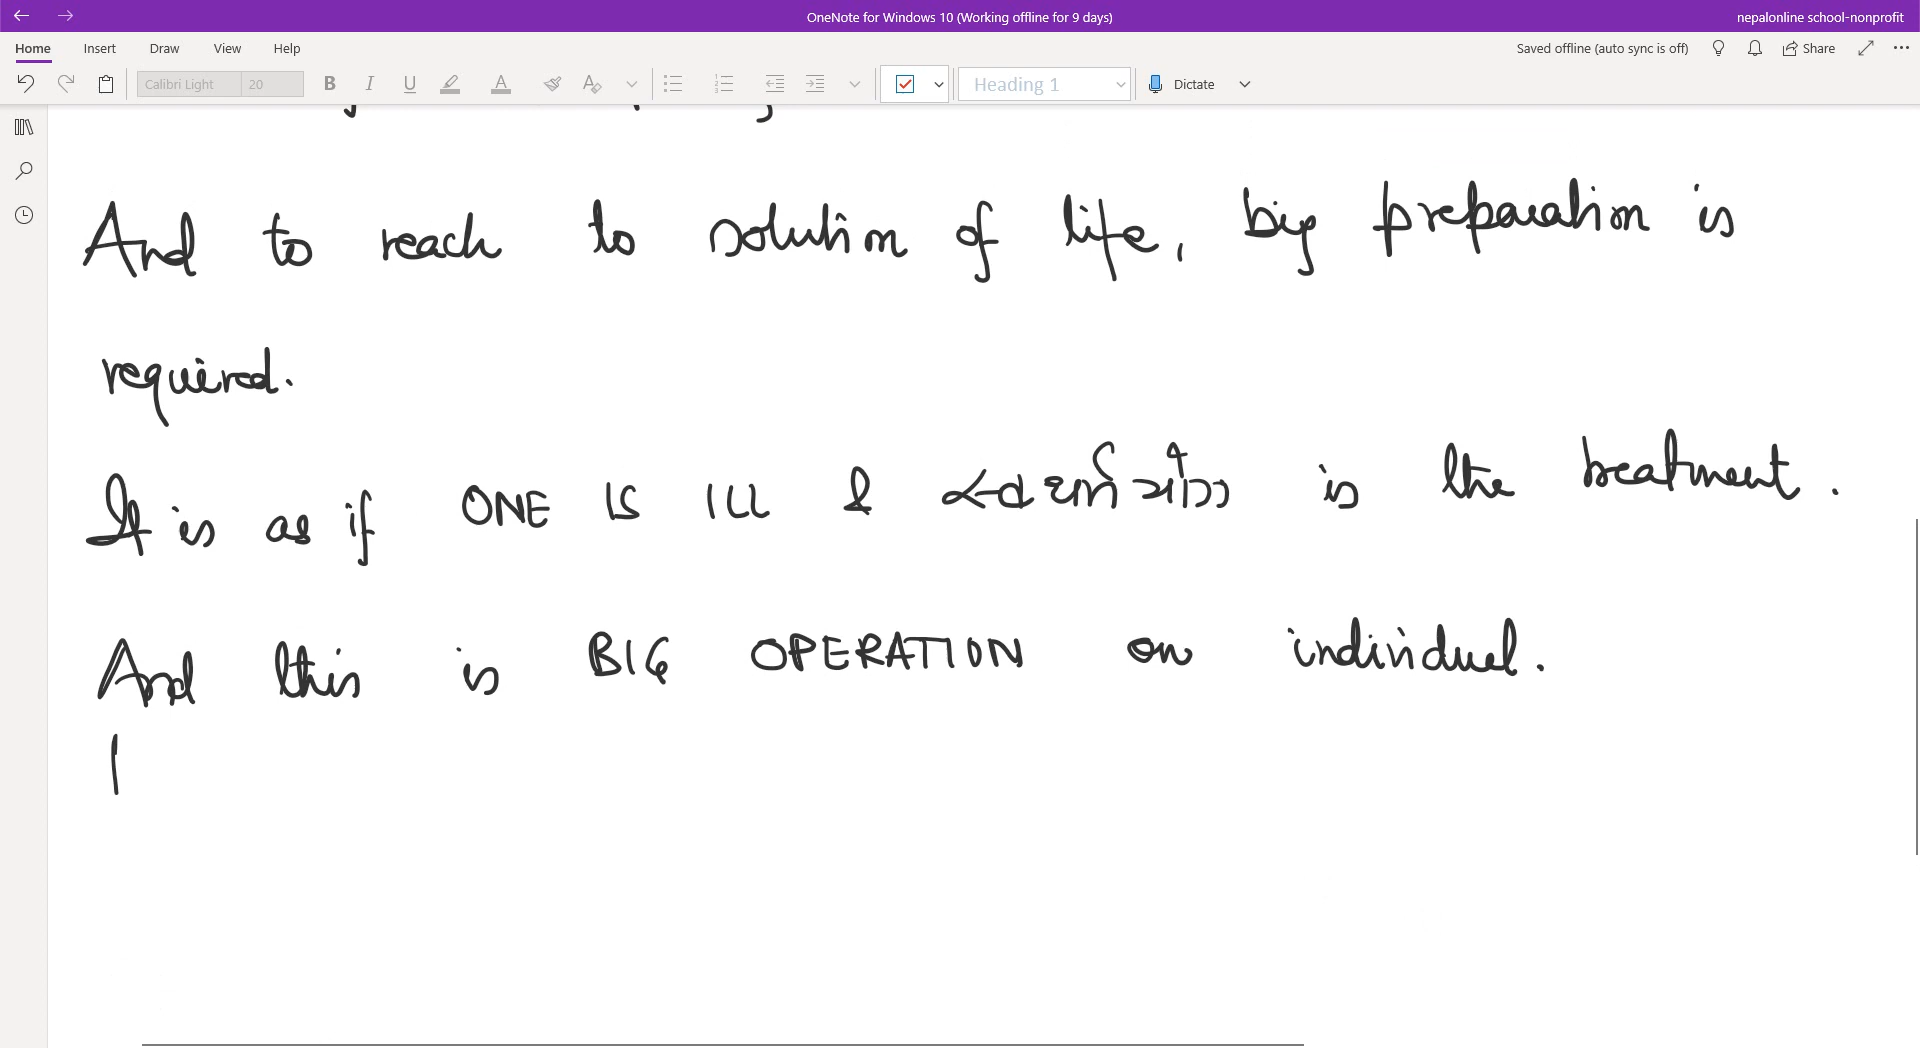 OneNote for Windows 10 (Working offline for 9 days)
nepalonline school-nonprofit
Home Insert Draw View Help
Saved offline (auto sync is off) Share
Calibri Light 20 B I U A A Heading 1 Dictate
And to reach to solution of life, big preparation is
required.
It is as if ONE IS ILL & is the treatment.
And this is BIG OPERATION on individual.